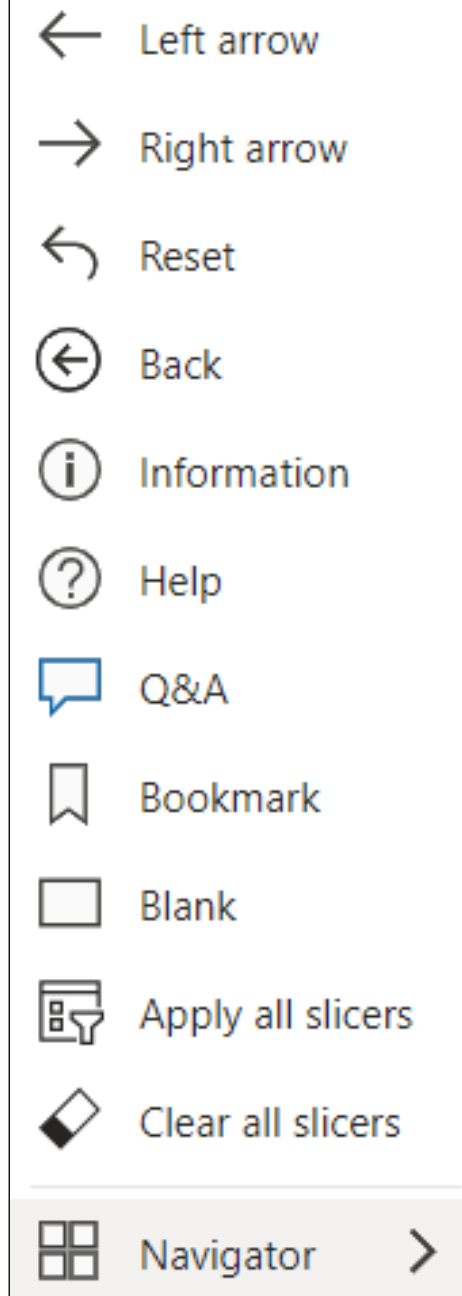 Left arrow
Right arrow
Reset
Back
Information
Help
Q&A
Bookmark
Blank
Apply all slicers
Clear all slicers
Navigator